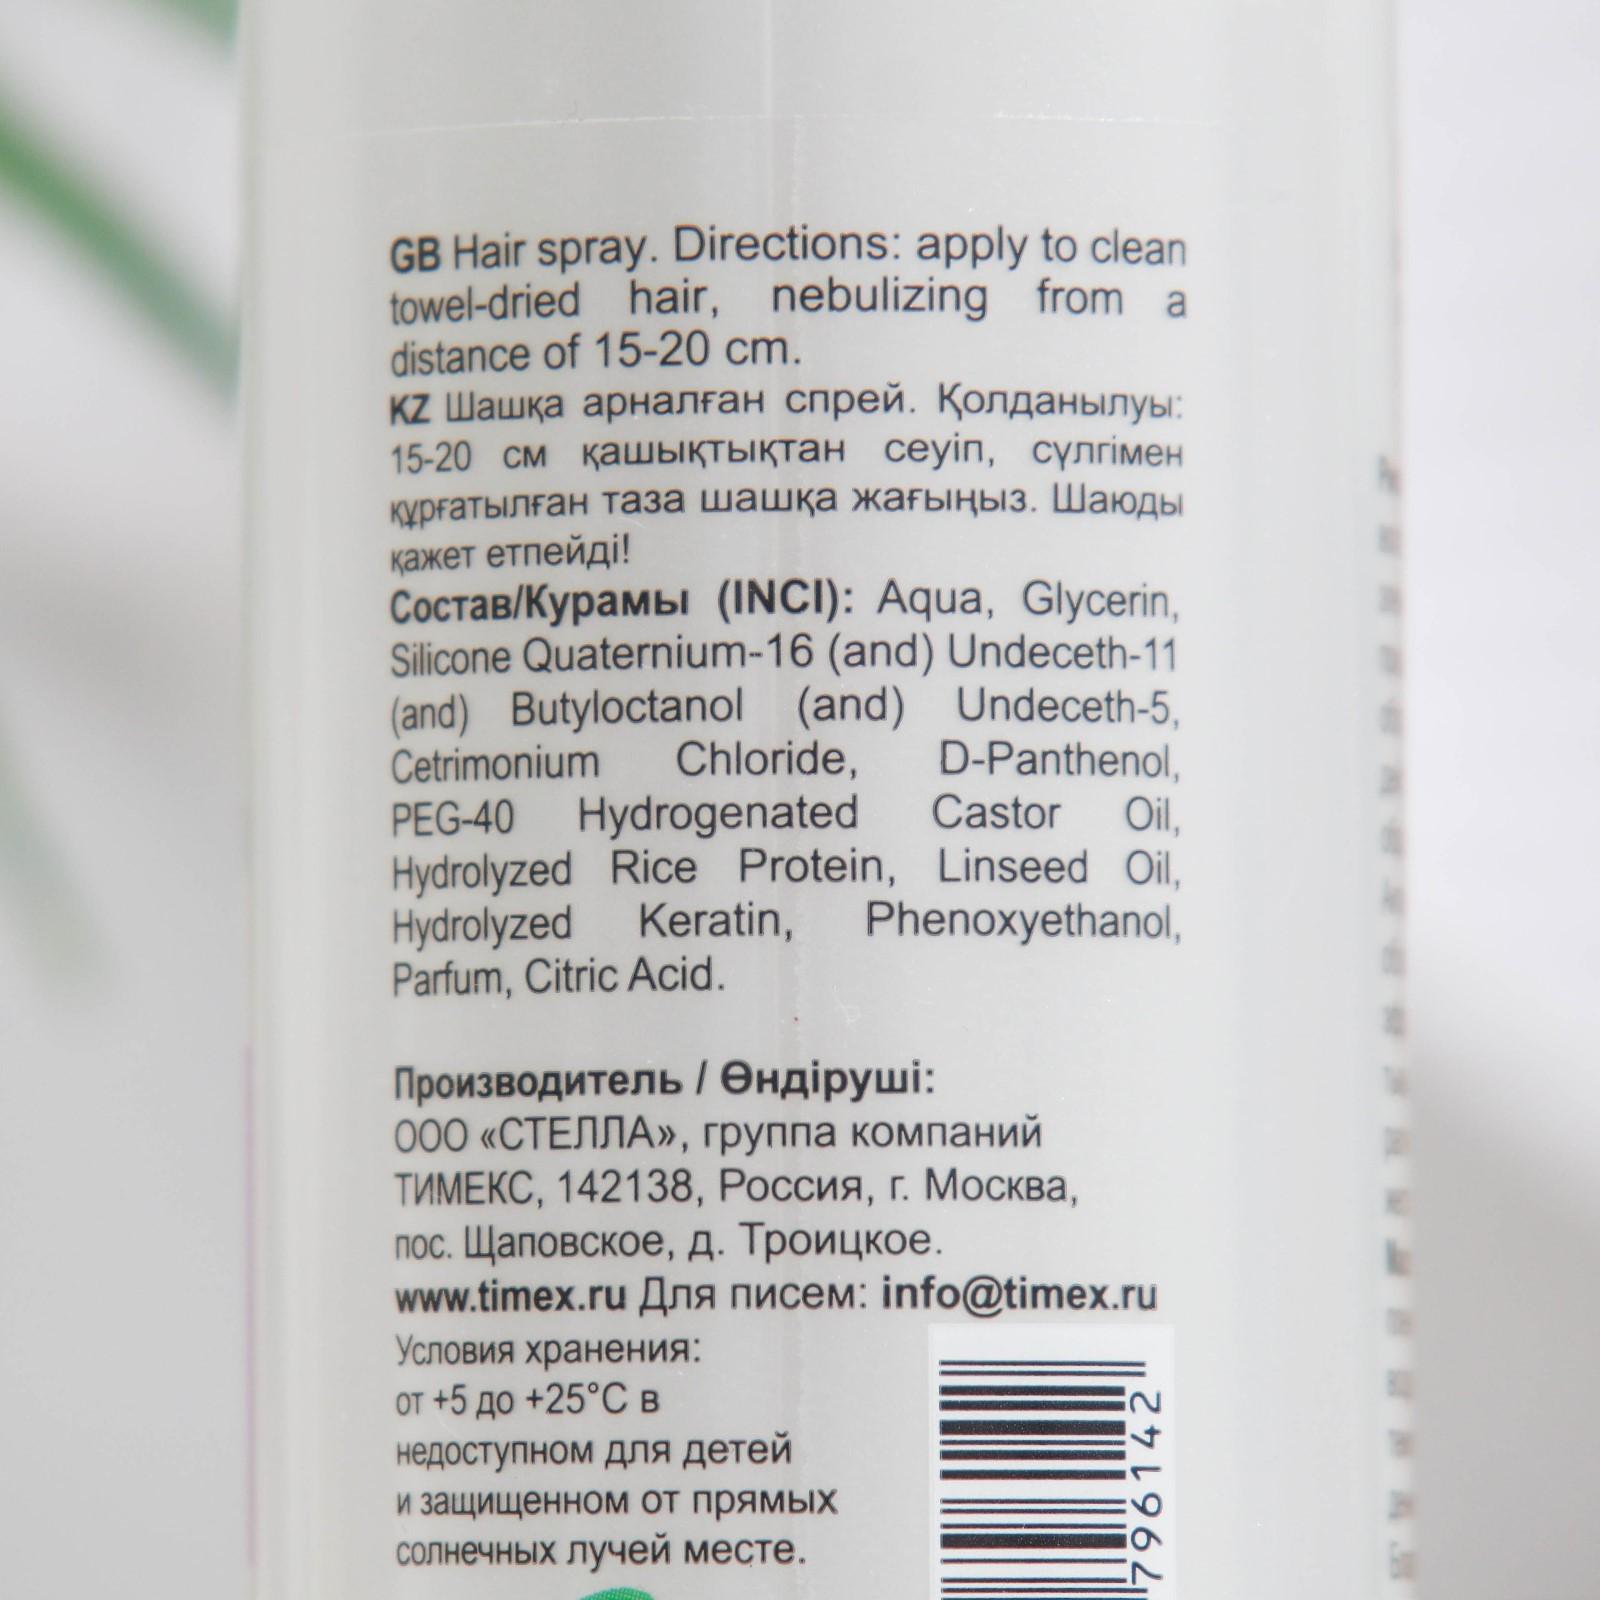 GB Hair spray. Directions: apply to clean
towel-dried hair, nebulizing from a
distance of 15-20 cm.
KZ Шашқа арналған спрей. Қолданылуы:
15-20 см қашықтықтан сеуіп, сүлгімен
құрғатылған таза шашқа жағыңыз. Шаюды
қажет етпейді!
Состав/Курамы (INCI): Aqua, Glycerin,
Silicone Quaternium-16 (and) Undeceth-11
(and) Butyloctanol (and) Undeceth-5,
Cetrimonium Chloride, D-Panthenol,
PEG-40 Hydrogenated Castor Oil,
Hydrolyzed Rice Protein, Linseed Oil,
Hydrolyzed Keratin, Phenoxyethanol,
Parfum, Citric Acid.
Производитель / Өндіруші:
ООО «СТЕЛЛА», группа компаний
ТИМЕКС, 142138, Россия, г. Москва,
пос. Щаповское, д. Троицкое.
www.timex.ru Для писем: info@timex.ru
Условия хранения:
от +5 до +25°С в
недоступном для детей
и защищенном от прямых
солнечных лучей месте.
796142